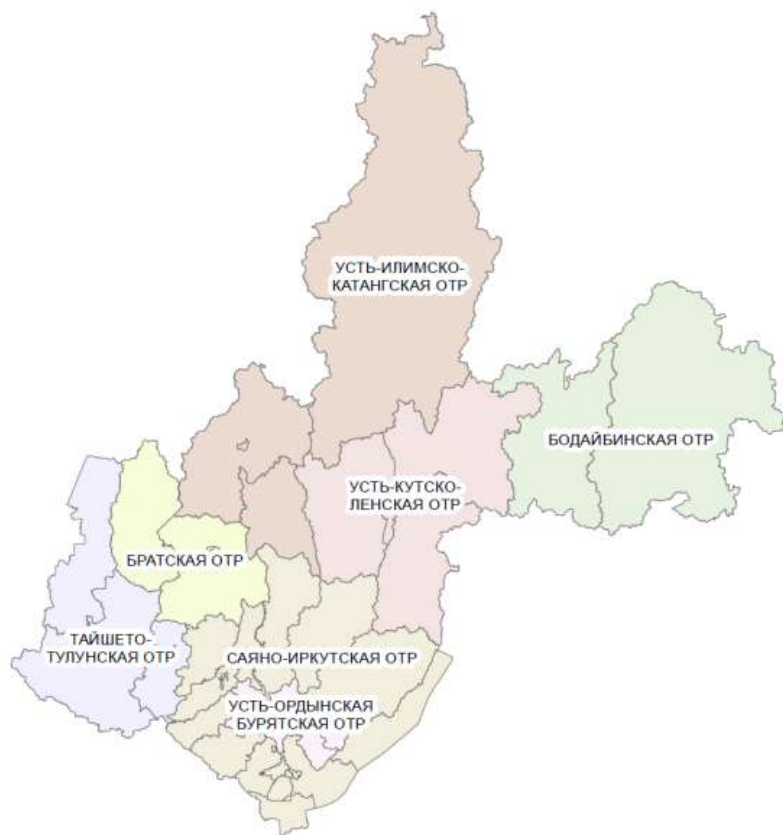 УСТЬ-ИЛИМСКО-
КАТАНГСКАЯ ОТР
БОДАЙБИНСКАЯ ОТР
УСТЬ-КУТСКО-
ЛЕНСКАЯ ОТР
БРАТСКАЯ ОТР
ТАЙШЕТО-
ТУЛУНСКАЯ ОТР
САЯНО-ИРКУТСКАЯ ОТР
УСТЬ-ОРДЫНСКАЯ
БУРЯТСКАЯ ОТР